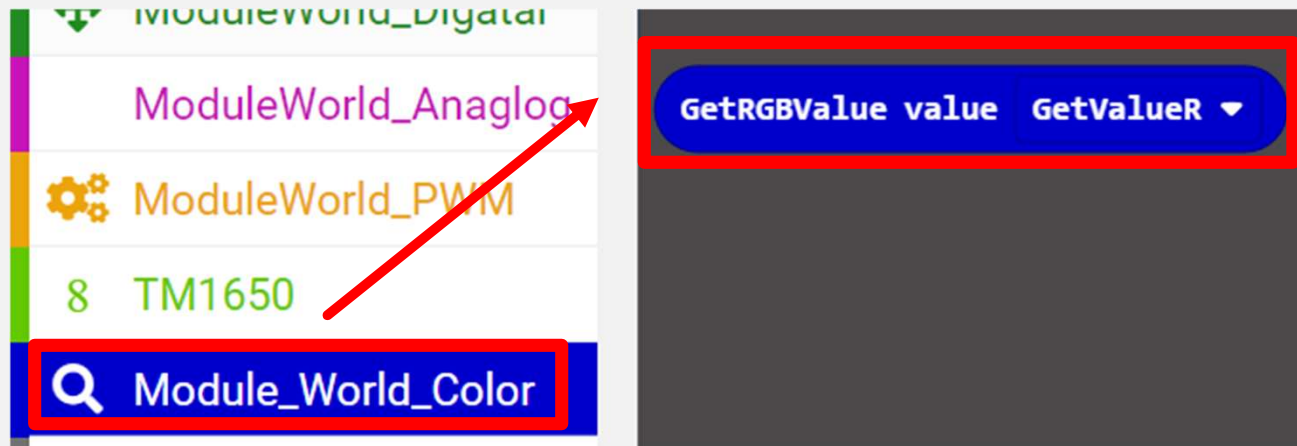 ModuleWorld_Digatal
ModuleWorld_Anaglog
ModuleWorld_PWM
8 TM1650
Module_World_Color
GetRGBValue value GetValueR